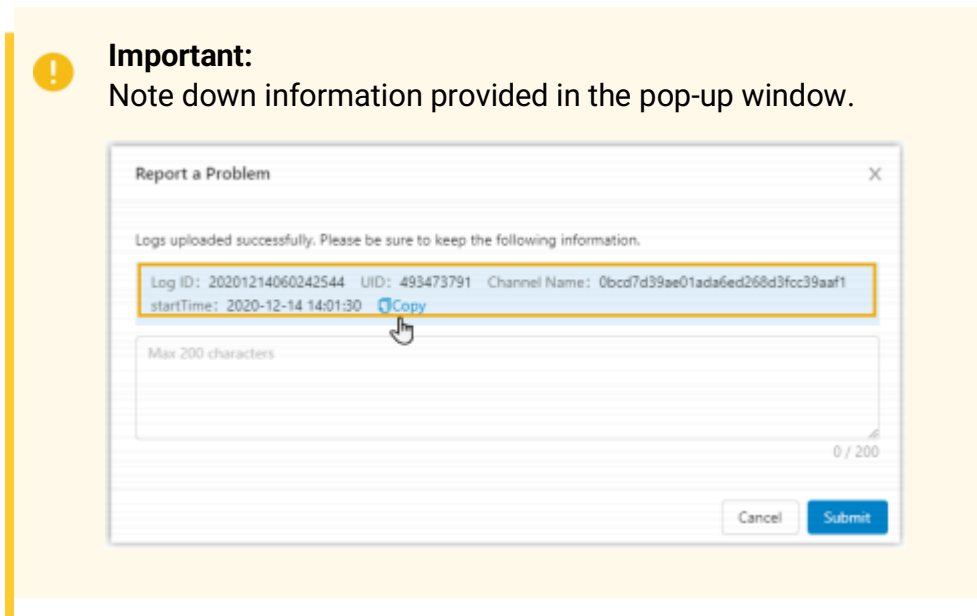 Important:
Note down information provided in the pop-up window.
Report a Problem
Logs uploaded successfully. Please be sure to keep the following information.
Log ID: 20201214060242544 UID: 493473791 Channel Name: 0bcd7d39ae01ada6ed268d3fcc39aaf1
startTime: 2020-12-14 14:01:30 Copy
Max 200 characters
0 / 200
Cancel Submit